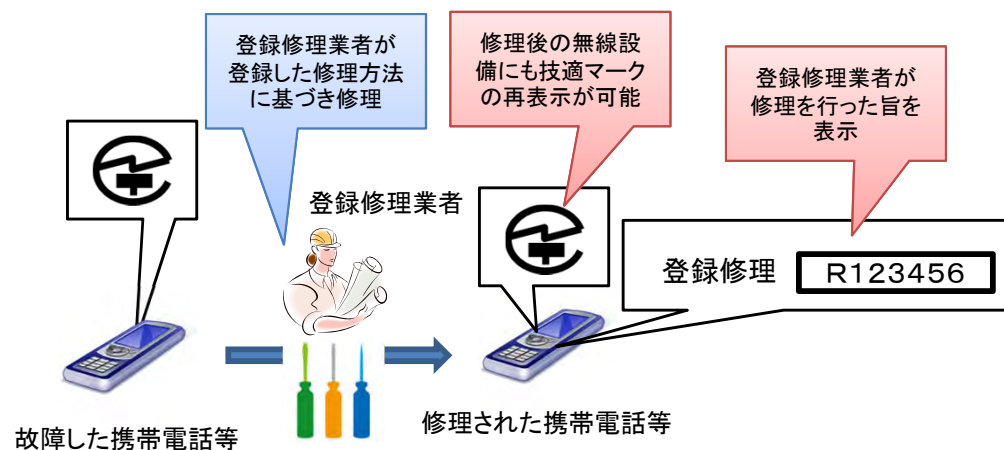 登録修理業者が
登録した修理方法
に基づき修理
修理後の無線設
備にも技適マーク
の再表示が可能
登録修理業者が
修理を行った旨を
表示
登録修理業者
登録修理 R123456
故障した携帯電話等
修理された携帯電話等